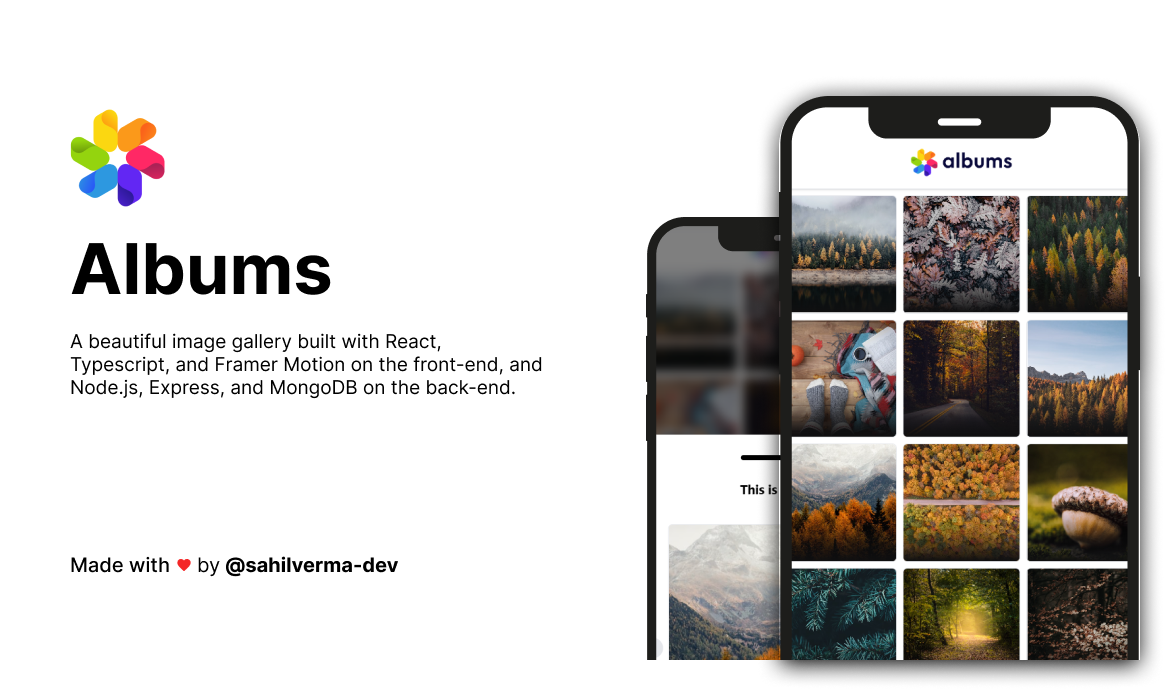 Albums
A beautiful image gallery built with React,
Typescript, and Framer Motion on the front-end, and
Node.js, Express, and MongoDB on the back-end.
Made with ❤ by @sahilverma-dev
albums
This is